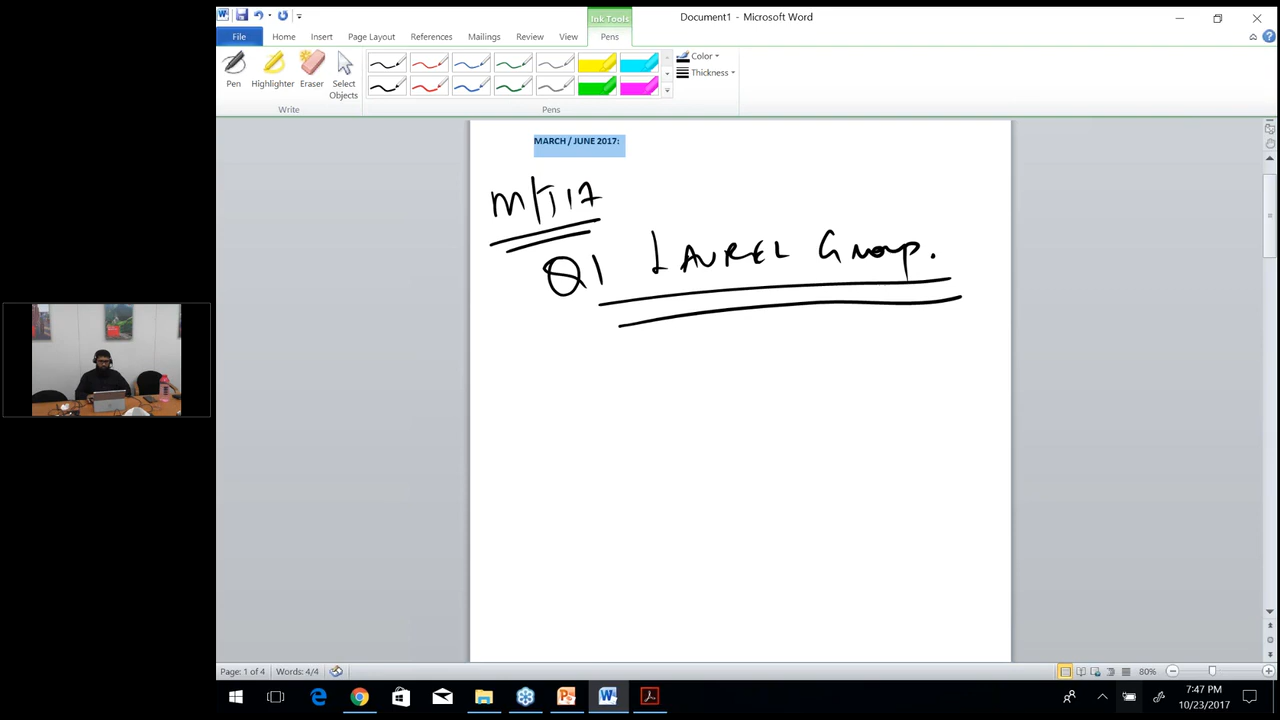 Ink Tools
Document1 - Microsoft Word
File Home Insert Page Layout References Mailings Review View Pens
Pen Highlighter Eraser Select Objects
Color
Thickness
Write Pens
MARCH / JUNE 2017:
M/J17
Q1 LAUREL Group.
Page: 1 of 4 Words: 4/4 80%
7:47 PM
10/23/2017